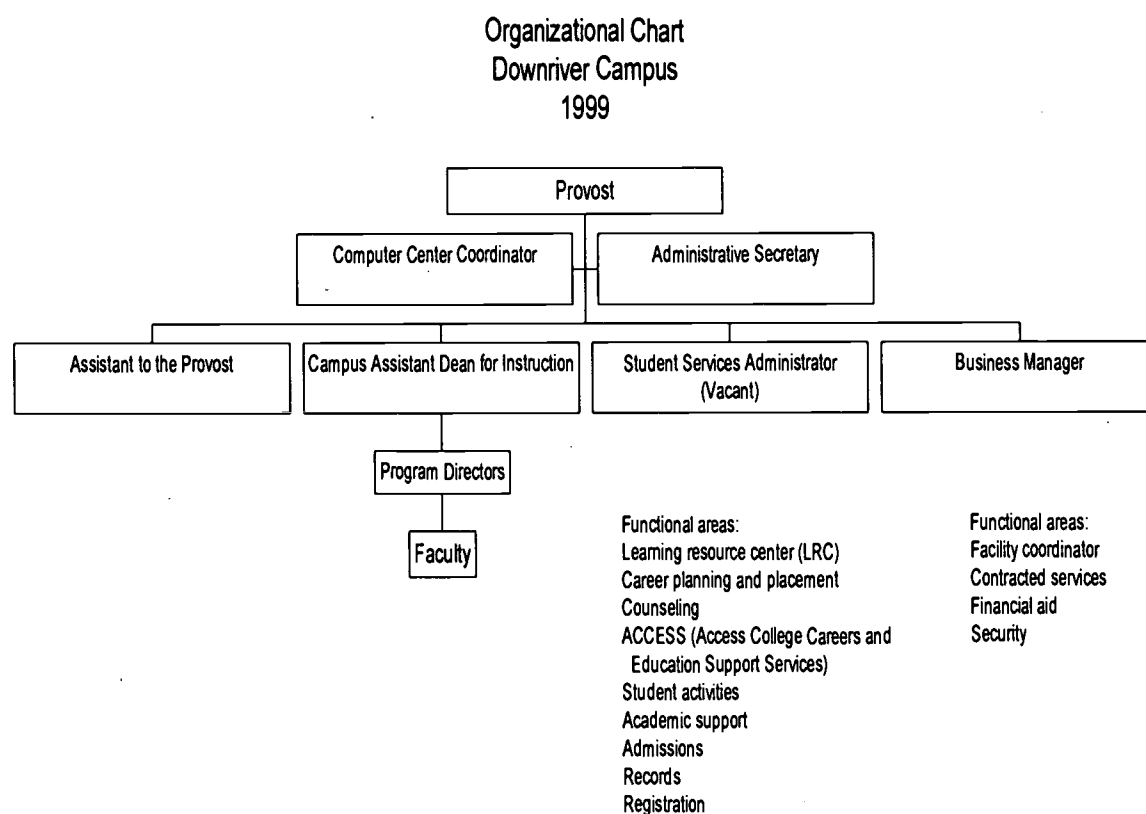 Organizational Chart
Downriver Campus
1999
Provost
Computer Center Coordinator
Administrative Secretary
Assistant to the Provost
Campus Assistant Dean for Instruction
Student Services Administrator
(Vacant)
Business Manager
Program Directors
Faculty
Functional areas:
Learning resource center (LRC)
Career planning and placement
Counseling
ACCESS (Access College Careers and
Education Support Services)
Student activities
Academic support
Admissions
Records
Registration
Functional areas:
Facility coordinator
Contracted services
Financial aid
Security